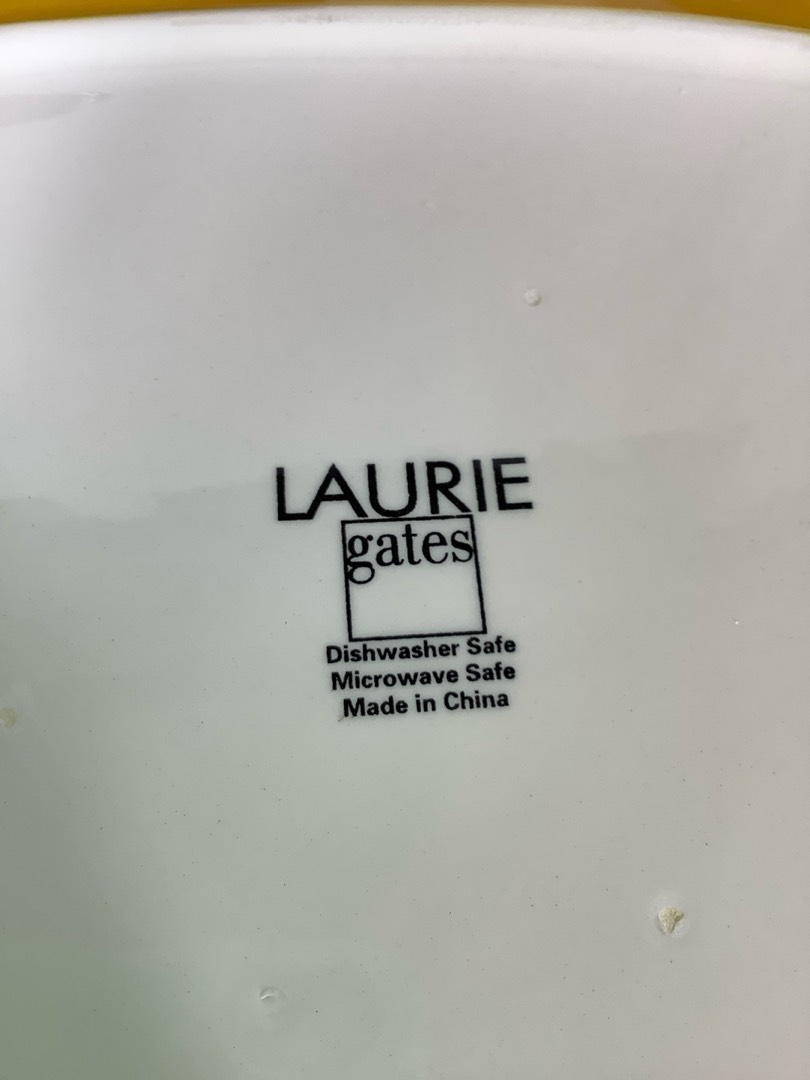 LAURIE
gates
Dishwasher Safe
Microwave Safe
Made in China